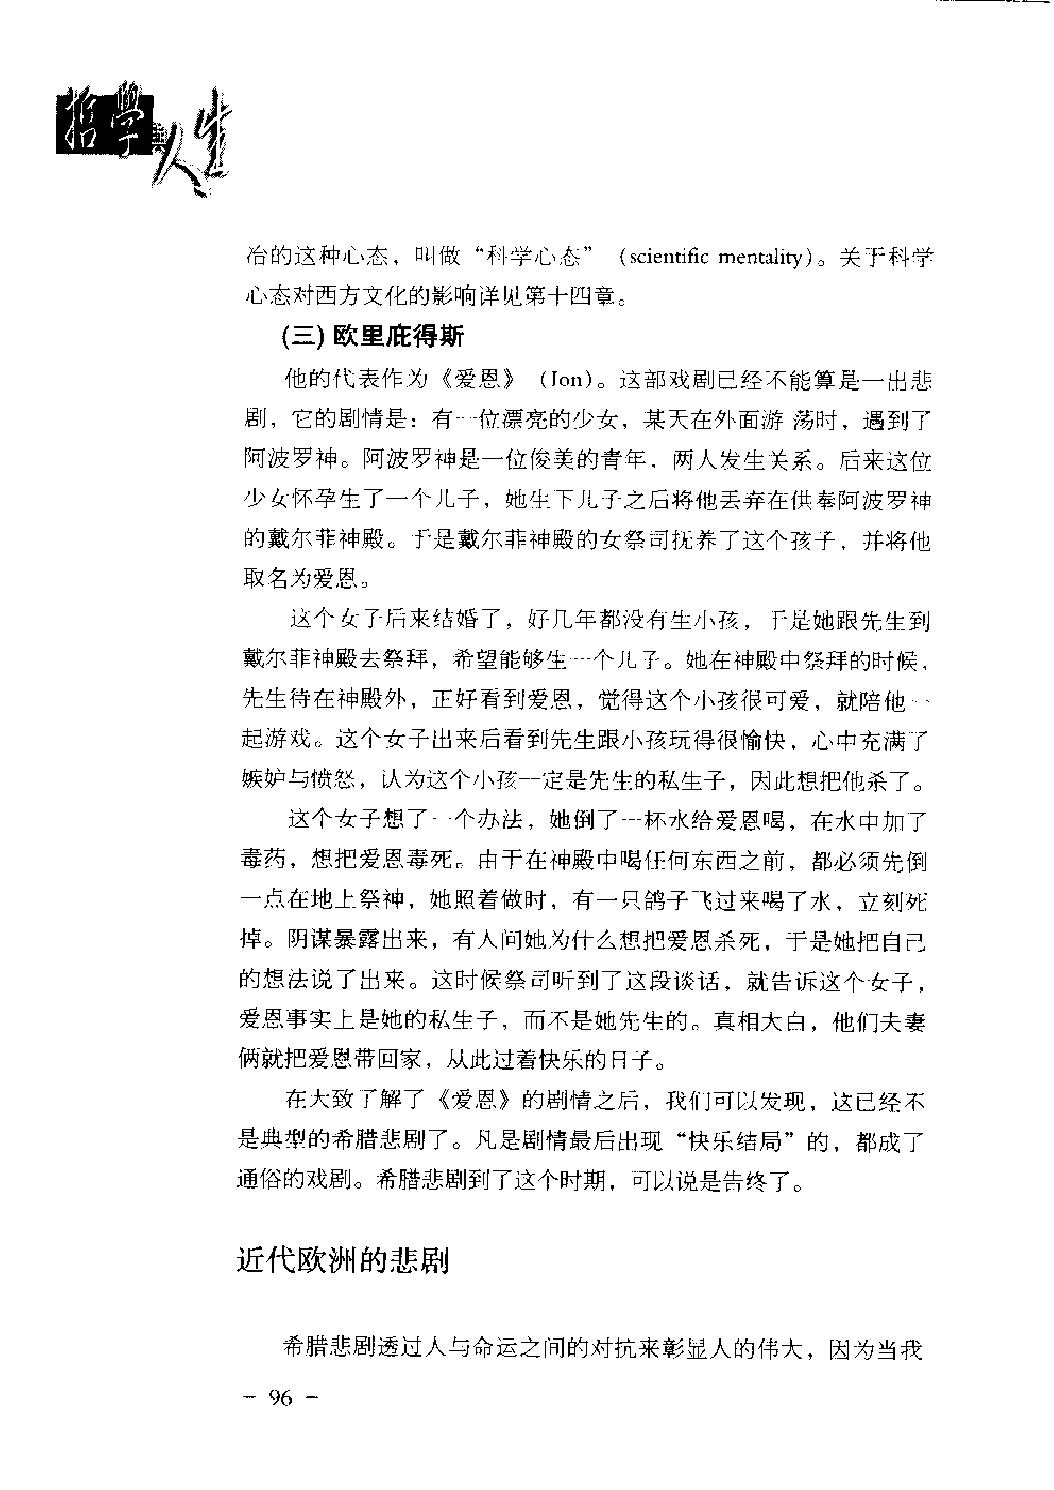 哲學與人生
冶的这种心态，叫做“科学心态”（scientific mentality）。关于科学
心态对西方文化的影响详见第十四章。
(三) 欧里庇得斯
他的代表作为《爱恩》（Ion）。这部戏剧已经不能算是一出悲
剧，它的剧情是：有一位漂亮的少女，某天在外面游 荡时，遇到了
阿波罗神。阿波罗神是一位俊美的青年，两人发生关系。后来这位
少女怀孕生了一个儿子，她生下儿子之后将他丢弃在供奉阿波罗神
的戴尔菲神殿。于是戴尔菲神殿的女祭司抚养了这个孩子，并将他
取名为爱恩。
这个女子后来结婚了，好几年都没有生小孩，于是她跟先生到
戴尔菲神殿去祭拜，希望能够生一个儿子。她在神殿中祭拜的时候，
先生待在神殿外，正好看到爱恩，觉得这个小孩很可爱，就陪他一
起游戏。这个女子出来后看到先生跟小孩玩得很愉快，心中充满了
嫉妒与愤怒，认为这个小孩一定是先生的私生子，因此想把他杀了。
这个女子想了一个办法，她倒了一杯水给爱恩喝，在水中加了
毒药，想把爱恩毒死。由于在神殿中喝任何东西之前，都必须先倒
一点在地上祭神，她照着做时，有一只鸽子飞过来喝了水，立刻死
掉。阴谋暴露出来，有人问她为什么想把爱恩杀死，于是她把自己
的想法说了出来。这时候祭司听到了这段谈话，就告诉这个女子，
爱恩事实上是她的私生子，而不是她先生的。真相大白，他们夫妻
俩就把爱恩带回家，从此过着快乐的日子。
在大致了解了《爱恩》的剧情之后，我们可以发现，这已经不
是典型的希腊悲剧了。凡是剧情最后出现“快乐结局”的，都成了
通俗的戏剧。希腊悲剧到了这个时期，可以说是告终了。
近代欧洲的悲剧
希腊悲剧透过人与命运之间的对抗来彰显人的伟大，因为当我
- 96 -